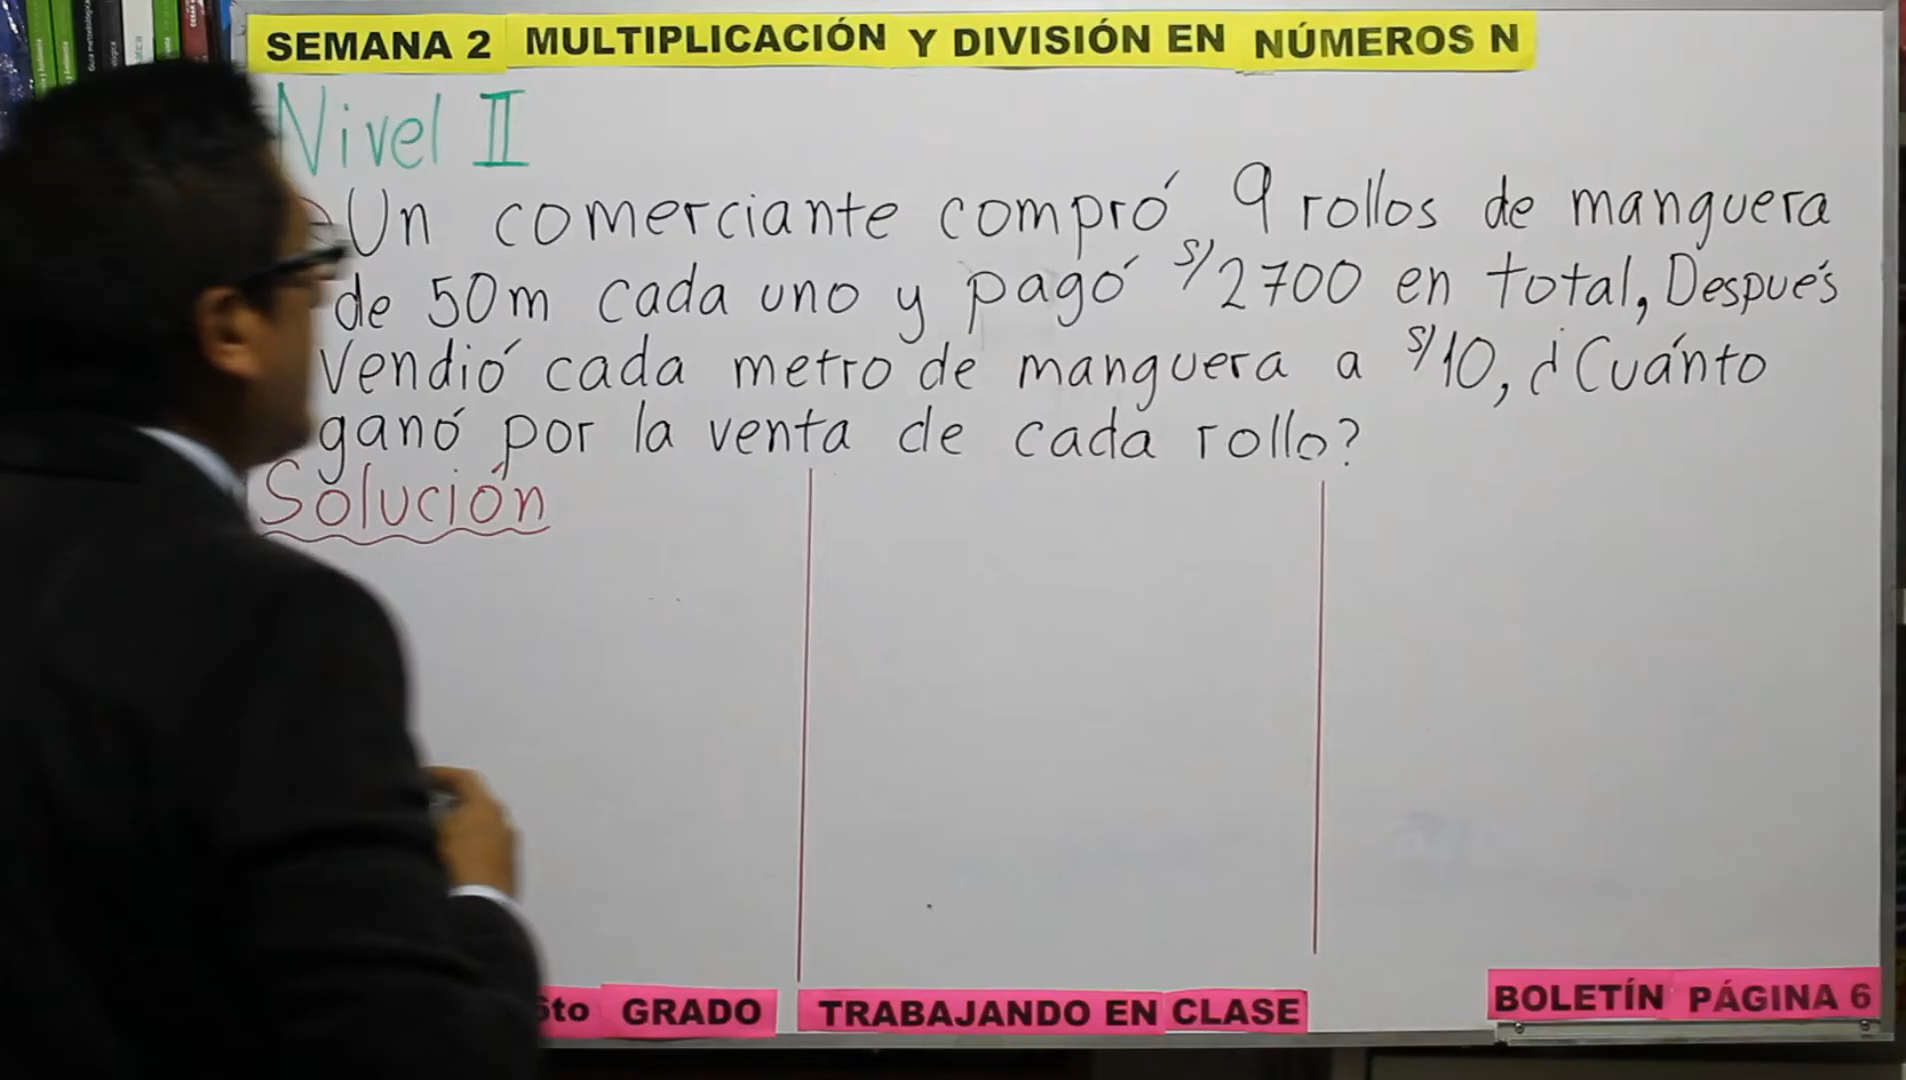 SEMANA 2 MULTIPLICACIÓN Y DIVISIÓN EN NÚMEROS N
Nivel II
Un comerciante compró 9 rollos de manguera
de 50m cada uno y pagó S/2700 en total, Después
Vendió cada metro de manguera a S/10, ¿Cuánto
ganó por la venta de cada rollo?
Solución
6to GRADO TRABAJANDO EN CLASE BOLETÍN PÁGINA 6